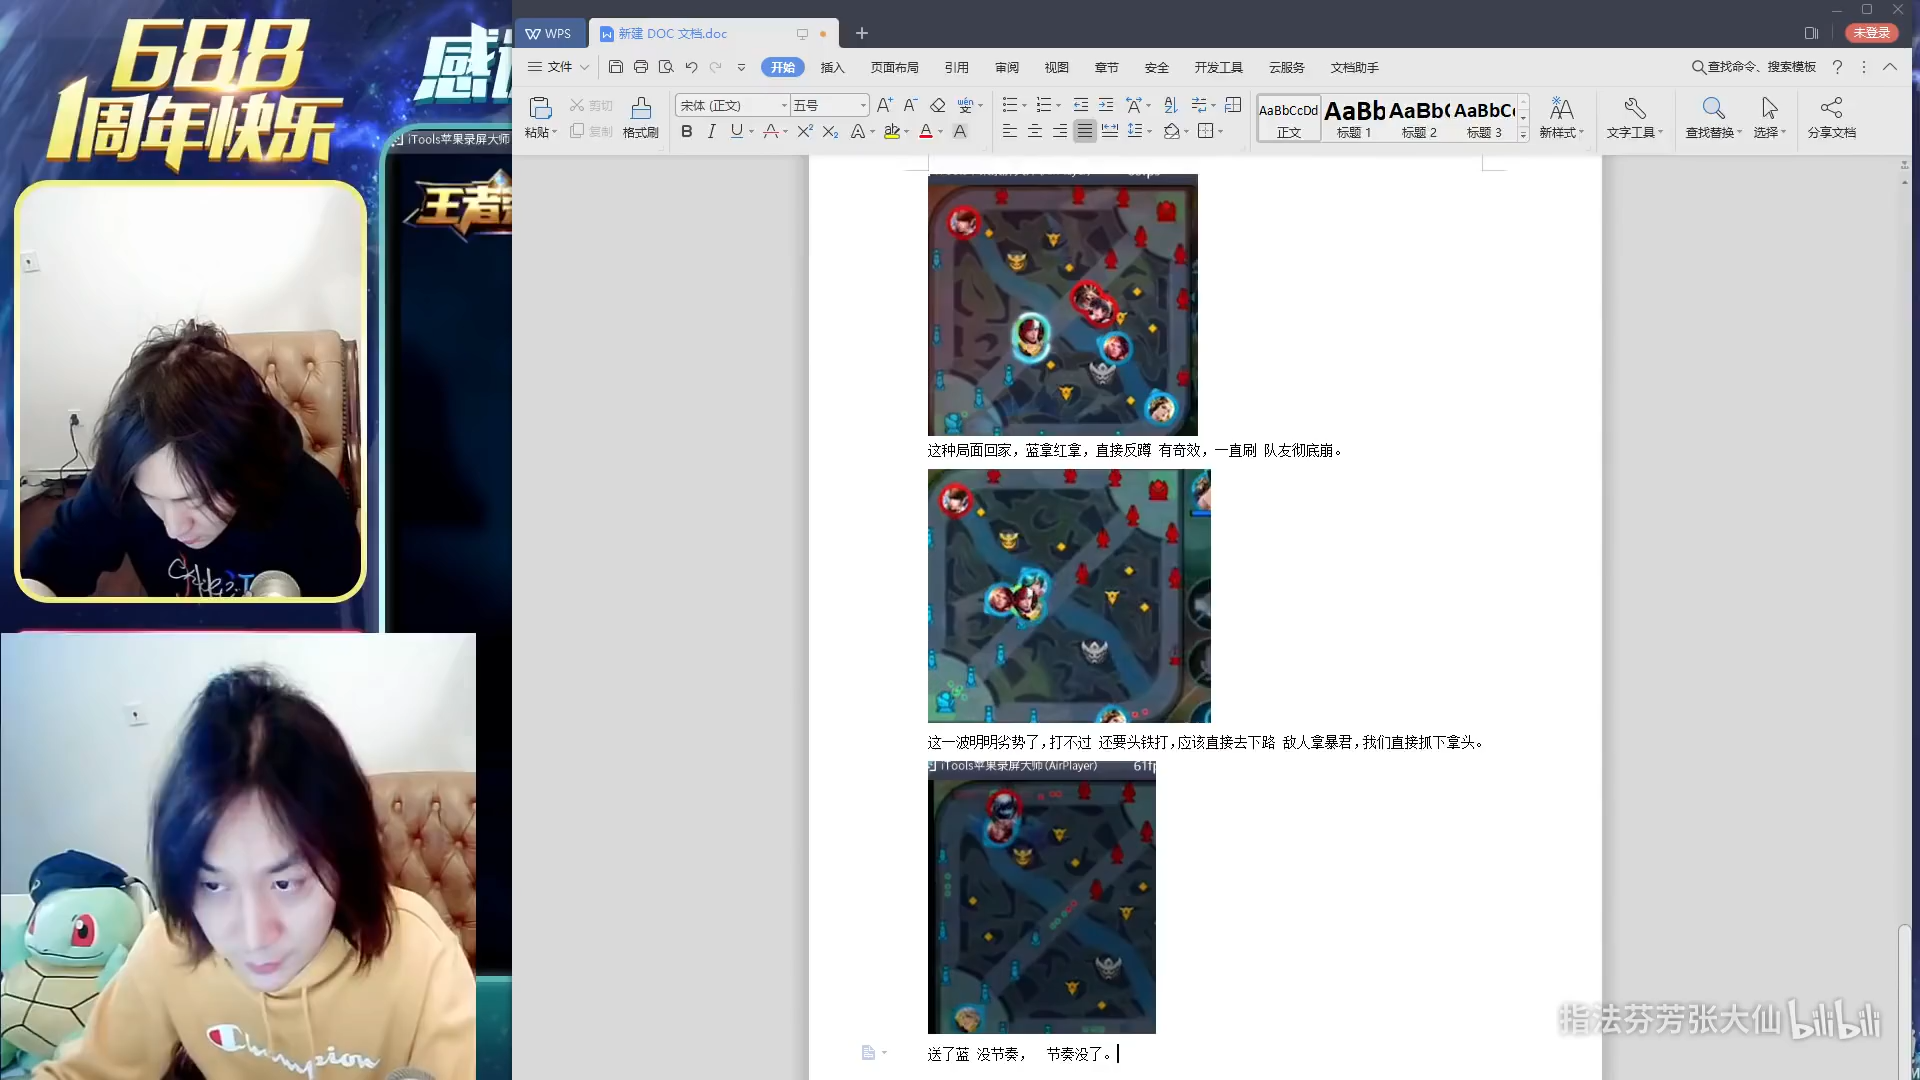 688
1周年快乐
感
iTools苹果录屏大师
王者
WPS
新建 DOC 文档.doc
未登录
文件
开始
插入
页面布局
引用
审阅
视图
章节
安全
开发工具
云服务
文档助手
查找命令、搜索模板
粘贴
剪切
复制
格式刷
宋体 (正文)
五号
AaBbCcDd
正文
AaBb
标题 1
AaBb
标题 2
AaBbC
标题 3
新样式
文字工具
查找替换
选择
分享文档
这种局面回家，蓝拿红拿，直接反蹲 有奇效，一直刷 队友彻底崩。
这一波明明劣势了，打不过 还要头铁打，应该直接去下路 敌人拿暴君，我们直接抓下拿头。
iTools苹果录屏大师(AirPlayer)
61fp
送了蓝 没节奏， 节奏没了。
Champion
指法芬芳张大仙 bilibili